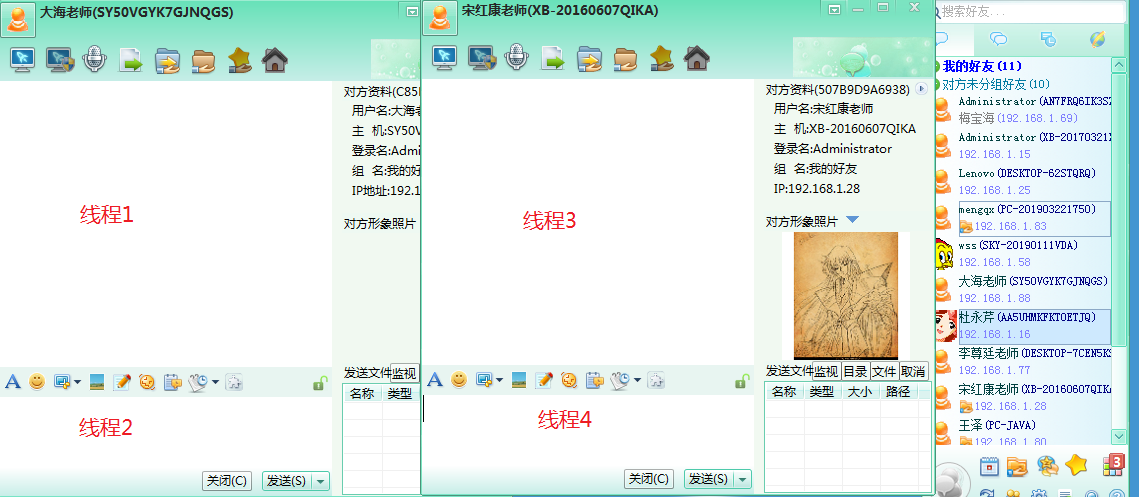 大海老师(SY50VGYK7GJNQGS)
对方资料(C85
用户名:大海老
主 机:SY50V
登录名:Admi
组 名:我的好
IP地址:192.1
对方形象照片
线程1
发送文件 监视
名称 类型
线程2
关闭(C) 发送(S)
宋红康老师(XB-20160607QIKA)
对方资料(507B9D9A6938)
用户名:宋红康老师
主 机:XB-20160607QIKA
登录名:Administrator
组 名:我的好友
IP:192.168.1.28
对方形象照片
线程3
发送文件 监视 目录 文件 取消
名称 类型 大小 路径
线程4
关闭(C) 发送(S)
搜索好友...
我的好友(11)
对方未分组好友(10)
Administrator(AN7FRQ6IK3SZ
梅宝海(192.168.1.69)
Administrator(XB-20170321
192.168.1.15
Lenovo(DESKTOP-62STQRQ)
192.168.1.25
mengqx(PC-201903221750)
192.168.1.83
wss(SKY-20190111VDA)
192.168.1.58
大海老师(SY50VGYK7GJNQGS)
192.168.1.88
杜永芹(AA5UHMKFKTOETJQ)
192.168.1.16
李尊廷老师(DESKTOP-7CEN5K
192.168.1.77
宋红康老师(XB-20160607QIKA
192.168.1.28
王泽(PC-JAVA)
192.168.1.80
3